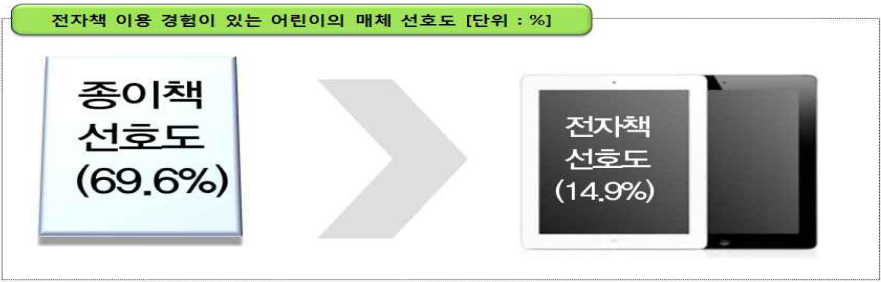 전자책 이용 경험이 있는 어린이의 매체 선호도 [단위 : %]
종이책
선호도
(69.6%)
전자책
선호도
(14.9%)